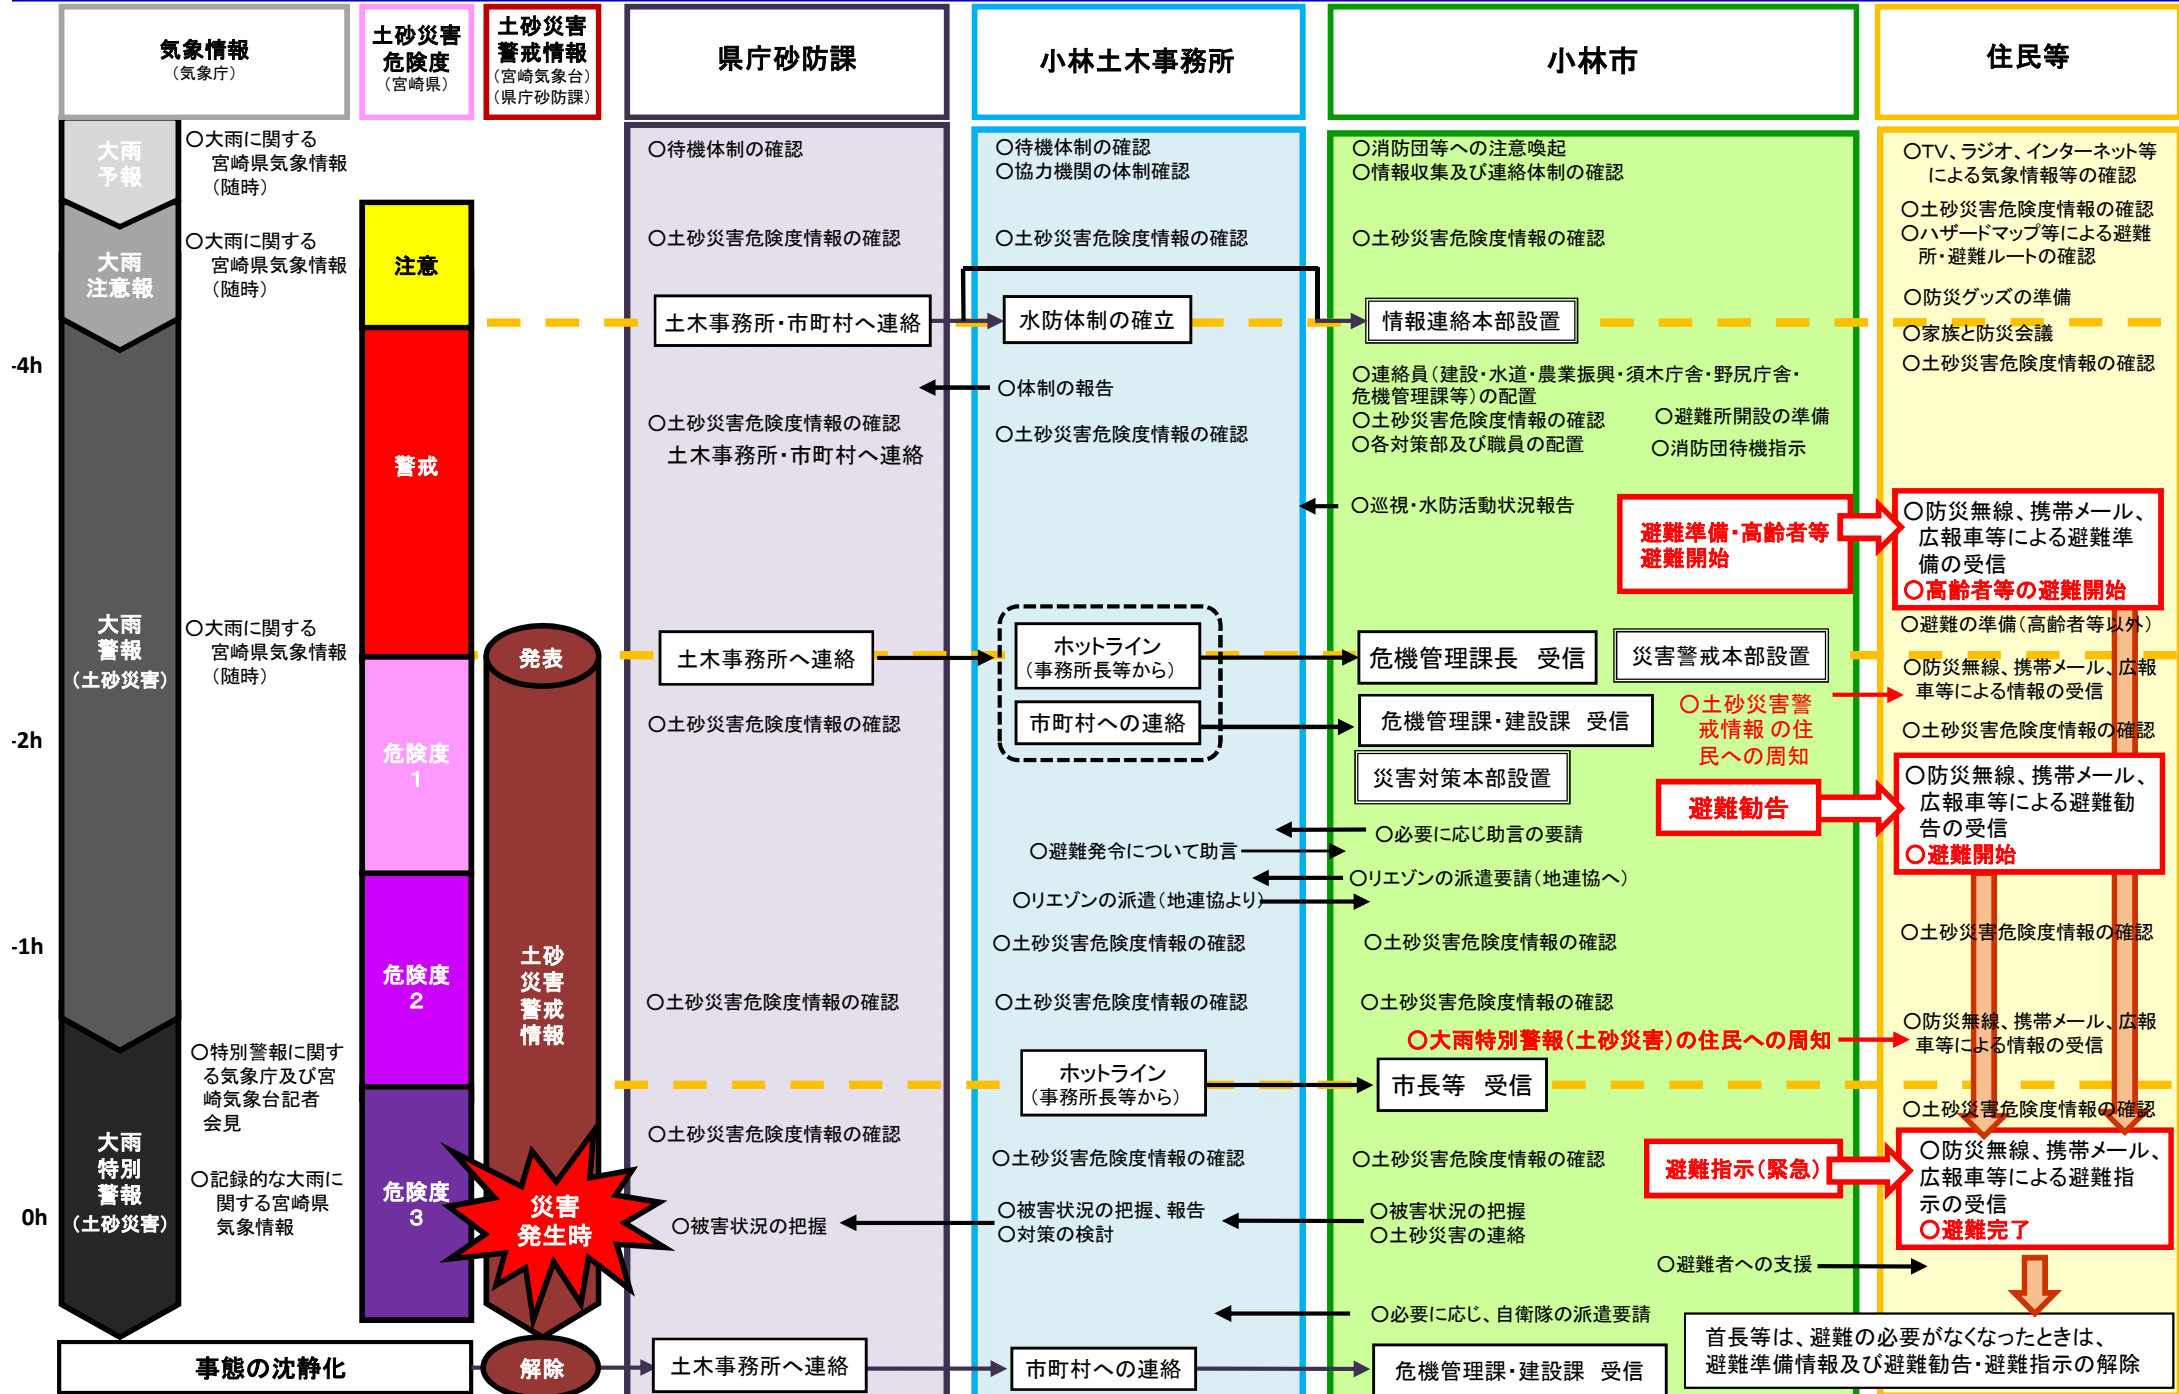 気象情報
（気象庁）
土砂災害
危険度
（宮崎県）
土砂災害
警戒情報
（宮崎気象台）
（県庁砂防課）
県庁砂防課
小林土木事務所
小林市
住民等
-4h
-2h
-1h
0h
大雨
予報
大雨
注意報
大雨
警報
（土砂災害）
大雨
特別
警報
（土砂災害）
事態の沈静化
○大雨に関する
宮崎県気象情報
（随時）
○大雨に関する
宮崎県気象情報
（随時）
○大雨に関する
宮崎県気象情報
（随時）
○特別警報に関す
る気象庁及び宮
崎気象台記者
会見
○記録的な大雨に
関する宮崎県
気象情報
注意
警戒
危険度
1
危険度
2
危険度
3
発表
土砂
災害
警戒
情報
災害
発生時
解除
○待機体制の確認
○土砂災害危険度情報の確認
土木事務所・市町村へ連絡
○土砂災害危険度情報の確認
土木事務所・市町村へ連絡
土木事務所へ連絡
○土砂災害危険度情報の確認
○土砂災害危険度情報の確認
○土砂災害危険度情報の確認
○被害状況の把握
土木事務所へ連絡
○待機体制の確認
○協力機関の体制確認
○土砂災害危険度情報の確認
水防体制の確立
○体制の報告
○土砂災害危険度情報の確認
ホットライン
（事務所長等から）
市町村への連絡
○避難発令について助言
○リエゾンの派遣（地連協より）
○土砂災害危険度情報の確認
○土砂災害危険度情報の確認
ホットライン
（事務所長等から）
○土砂災害危険度情報の確認
○被害状況の把握、報告
○対策の検討
市町村への連絡
○消防団等への注意喚起
○情報収集及び連絡体制の確認
○土砂災害危険度情報の確認
情報連絡本部設置
○連絡員（建設・水道・農業振興・須木庁舎・野尻庁舎・
危機管理課等）の配置
○土砂災害危険度情報の確認
○避難所開設の準備
○各対策部及び職員の配置
○消防団待機指示
○巡視・水防活動状況報告
避難準備・高齢者等
避難開始
危機管理課長　受信
災害警戒本部設置
危機管理課・建設課　受信
○土砂災害警
戒情報 の住
民への周知
災害対策本部設置
避難勧告
○必要に応じ助言の要請
○リエゾンの派遣要請（地連協へ）
○土砂災害危険度情報の確認
○土砂災害危険度情報の確認
○大雨特別警報（土砂災害）の住民への周知
市長等　受信
○土砂災害危険度情報の確認
避難指示（緊急）
○被害状況の把握
○土砂災害の連絡
○避難者への支援
○必要に応じ、自衛隊の派遣要請
危機管理課・建設課　受信
○TV、ラジオ、インターネット等
による気象情報等の確認
○土砂災害危険度情報の確認
○ハザードマップ等による避難
所・避難ルートの確認
○防災グッズの準備
○家族と防災会議
○土砂災害危険度情報の確認
○防災無線、携帯メール、
広報車等による避難準
備の受信
○高齢者等の避難開始
○避難の準備（高齢者等以外）
○防災無線、携帯メール、広報
車等による情報の受信
○土砂災害危険度情報の確認
○防災無線、携帯メール、
広報車等による避難勧
告の受信
○避難開始
○土砂災害危険度情報の確認
○防災無線、携帯メール、広報
車等による情報の受信
○土砂災害危険度情報の確認
○防災無線、携帯メール、
広報車等による避難指
示の受信
○避難完了
首長等は、避難の必要がなくなったときは、
避難準備情報及び避難勧告・避難指示の解除